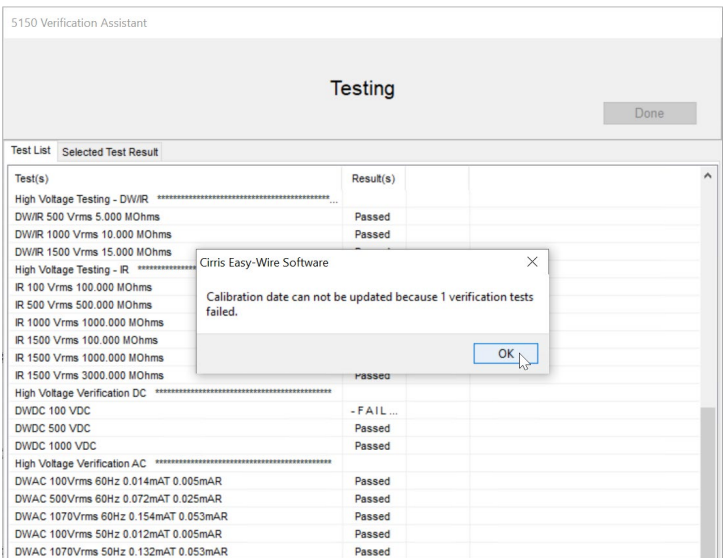 5150 Verification Assistant
Testing
Done
Test List Selected Test Result
Test(s) Result(s)
High Voltage Testing - DW/IR ********************************************...
DW/IR 500 Vrms 5.000 MOhms Passed
DW/IR 1000 Vrms 10.000 MOhms Passed
DW/IR 1500 Vrms 15.000 MOhms
High Voltage Testing - IR **************
IR 100 Vrms 100.000 MOhms
IR 500 Vrms 500.000 MOhms
IR 1000 Vrms 1000.000 MOhms
IR 1500 Vrms 100.000 MOhms
IR 1500 Vrms 1000.000 MOhms
IR 1500 Vrms 3000.000 MOhms Passed
Cirris Easy-Wire Software
Calibration date can not be updated because 1 verification tests
failed.
OK
High Voltage Verification DC ********************************************
DWDC 100 VDC - F A I L ...
DWDC 500 VDC Passed
DWDC 1000 VDC Passed
High Voltage Verification AC ********************************************
DWAC 100Vrms 60Hz 0.014mAT 0.005mAR Passed
DWAC 500Vrms 60Hz 0.072mAT 0.025mAR Passed
DWAC 1070Vrms 60Hz 0.154mAT 0.053mAR Passed
DWAC 100Vrms 50Hz 0.012mAT 0.005mAR Passed
DWAC 1070Vrms 50Hz 0.132mAT 0.053mAR Passed